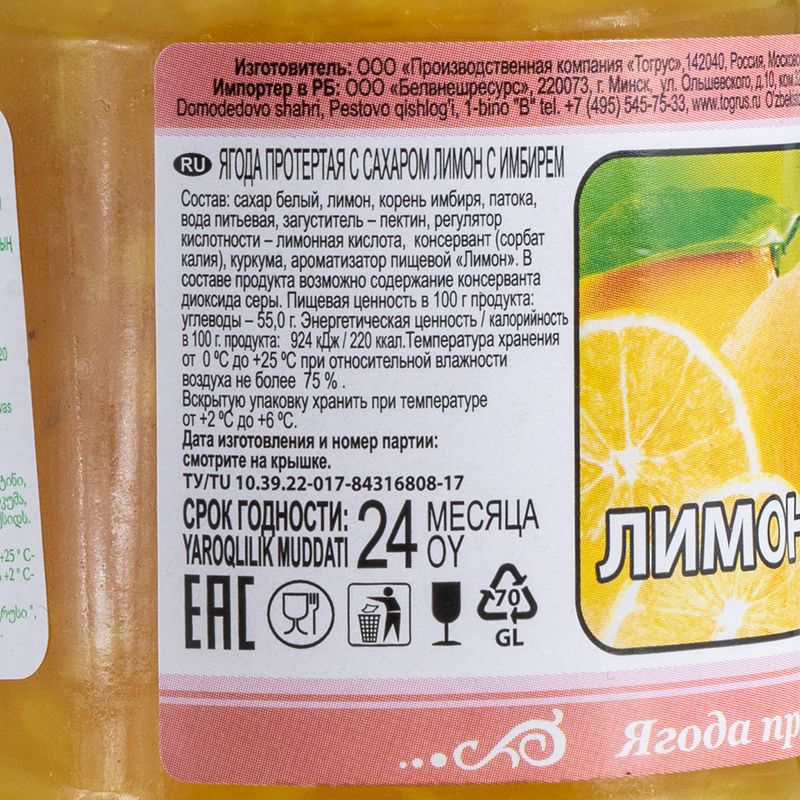 Изготовитель: ООО «Производственная компания «Тогрус», 142040, Россия, Московс
Импортер в РБ: ООО «Белвнешресурс», 220073, г. Минск, ул. Ольшевского, д.10, ком.
Domodedovo shahri, Pestovo qishlog'i, 1-bino "B" tel. +7 (495) 545-75-33, www.togrus.ru O'zbekis
RU ЯГОДА ПРОТЕРТАЯ С САХАРОМ ЛИМОН С ИМБИРЕМ
Состав: сахар белый, лимон, корень имбиря, патока,
вода питьевая, загуститель – пектин, регулятор
кислотности – лимонная кислота, консервант (сорбат
калия), куркума, ароматизатор пищевой «Лимон». В
составе продукта возможно содержание консерванта
диоксида серы. Пищевая ценность в 100 г продукта:
углеводы – 55,0 г. Энергетическая ценность / калорийность
в 100 г. продукта: 924 кДж / 220 ккал.Температура хранения
от 0 ºС до +25 ºС при относительной влажности
воздуха не более 75 % .
Вскрытую упаковку хранить при температуре
от +2 ºС до +6 ºС.
Дата изготовления и номер партии:
смотрите на крышке.
ТУ/TU 10.39.22-017-84316808-17
СРОК ГОДНОСТИ: 24 МЕСЯЦА
YAROQLILIK MUDDATI OY
EAC
70
GL
ЛИМОН
Ягода пр
20
vas
+25 ° C-
+2 ° C-